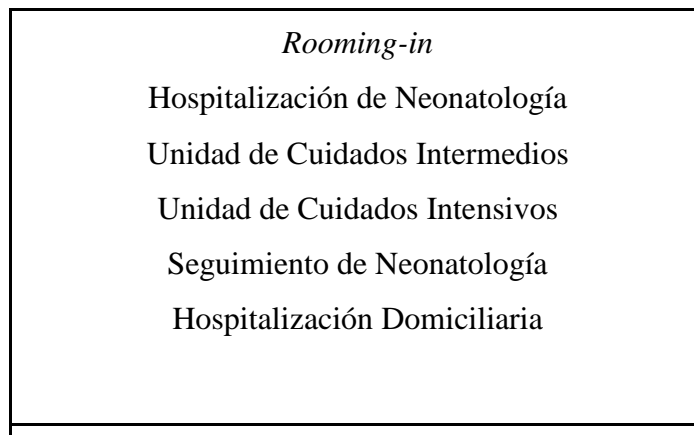 Rooming-in
Hospitalización de Neonatología
Unidad de Cuidados Intermedios
Unidad de Cuidados Intensivos
Seguimiento de Neonatología
Hospitalización Domiciliaria